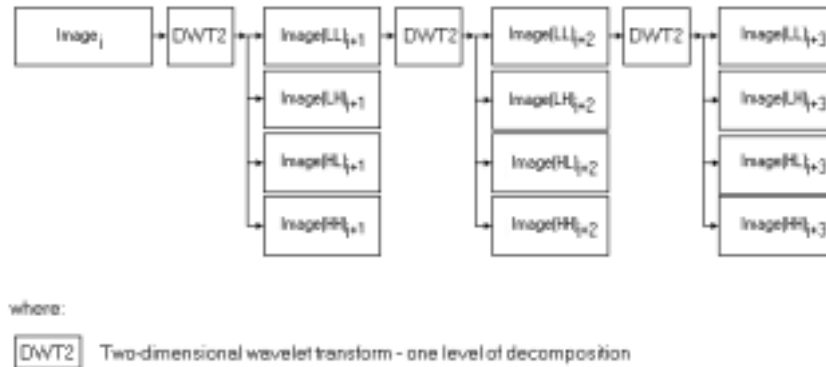 Image i DWT2 Image(LL)i+1 DWT2 Image(LL)i+2 DWT2 Image(LL)i+3
Image(LH)i+1 Image(LH)i+2 Image(LH)i+3
Image(HL)i+1 Image(HL)i+2 Image(HL)i+3
Image(HH)i+1 Image(HH)i+2 Image(HH)i+3
where:
DWT2 Two-dimensional wavelet transform - one level of decomposition